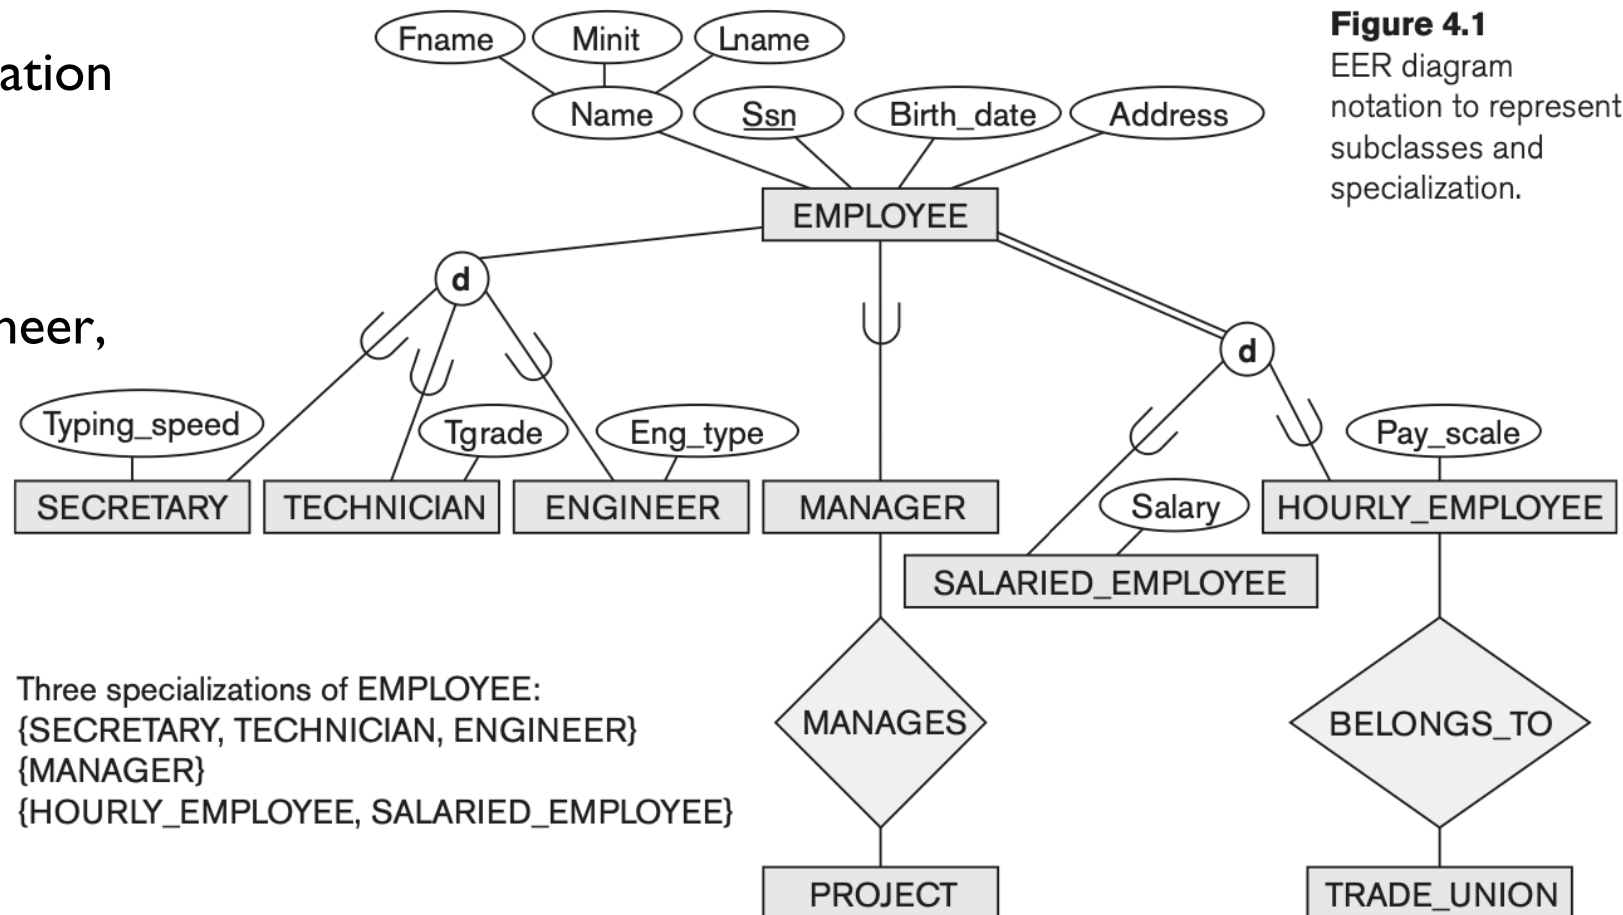 ation
neer,
Figure 4.1
EER diagram
notation to represent
subclasses and
specialization.
Fname
Minit
Lname
Name
Ssn
Birth_date
Address
EMPLOYEE
d
d
Typing_speed
Tgrade
Eng_type
Pay_scale
SECRETARY
TECHNICIAN
ENGINEER
MANAGER
Salary
HOURLY_EMPLOYEE
SALARIED_EMPLOYEE
Three specializations of EMPLOYEE:
{SECRETARY, TECHNICIAN, ENGINEER}
{MANAGER}
{HOURLY_EMPLOYEE, SALARIED_EMPLOYEE}
MANAGES
BELONGS_TO
PROJECT
TRADE_UNION